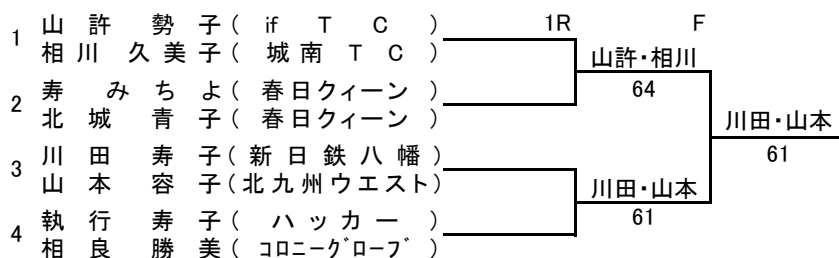 1R F
1 山許 勢子(if TC)
相川 久美子(城南TC)
山許・相川
64
2 寿 みちよ(春日クィーン)
北城 青子(春日クィーン)
川田・山本
61
3 川田 寿子(新日鉄八幡)
山本 容子(北九州ウエスト)
川田・山本
61
4 執行 寿子(ハッカー)
相良 勝美(コロニーグローブ)